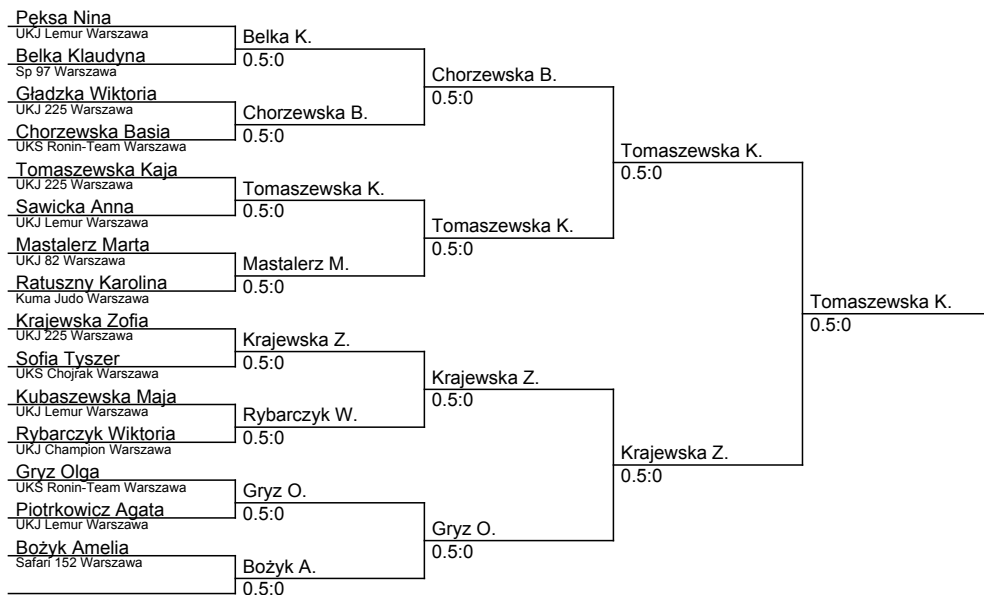 Pęksa Nina
UKJ Lemur Warszawa
Belka Klaudyna
Sp 97 Warszawa
Gładzka Wiktoria
UKJ 225 Warszawa
Chorzewska Basia
UKS Ronin-Team Warszawa
Tomaszewska Kaja
UKJ 225 Warszawa
Sawicka Anna
UKJ Lemur Warszawa
Mastalerz Marta
UKJ 82 Warszawa
Ratuszny Karolina
Kuma Judo Warszawa
Krajewska Zofia
UKJ 225 Warszawa
Sofia Tyszer
UKS Chojrak Warszawa
Kubaszewska Maja
UKJ Lemur Warszawa
Rybarczyk Wiktoria
UKJ Champion Warszawa
Gryz Olga
UKS Ronin-Team Warszawa
Piotrkowicz Agata
UKJ Lemur Warszawa
Bożyk Amelia
Safari 152 Warszawa
Belka K.
0.5:0
Chorzewska B.
0.5:0
Tomaszewska K.
0.5:0
Mastalerz M.
0.5:0
Krajewska Z.
0.5:0
Rybarczyk W.
0.5:0
Gryz O.
0.5:0
Bożyk A.
0.5:0
Chorzewska B.
0.5:0
Tomaszewska K.
0.5:0
Krajewska Z.
0.5:0
Gryz O.
0.5:0
Tomaszewska K.
0.5:0
Krajewska Z.
0.5:0
Tomaszewska K.
0.5:0